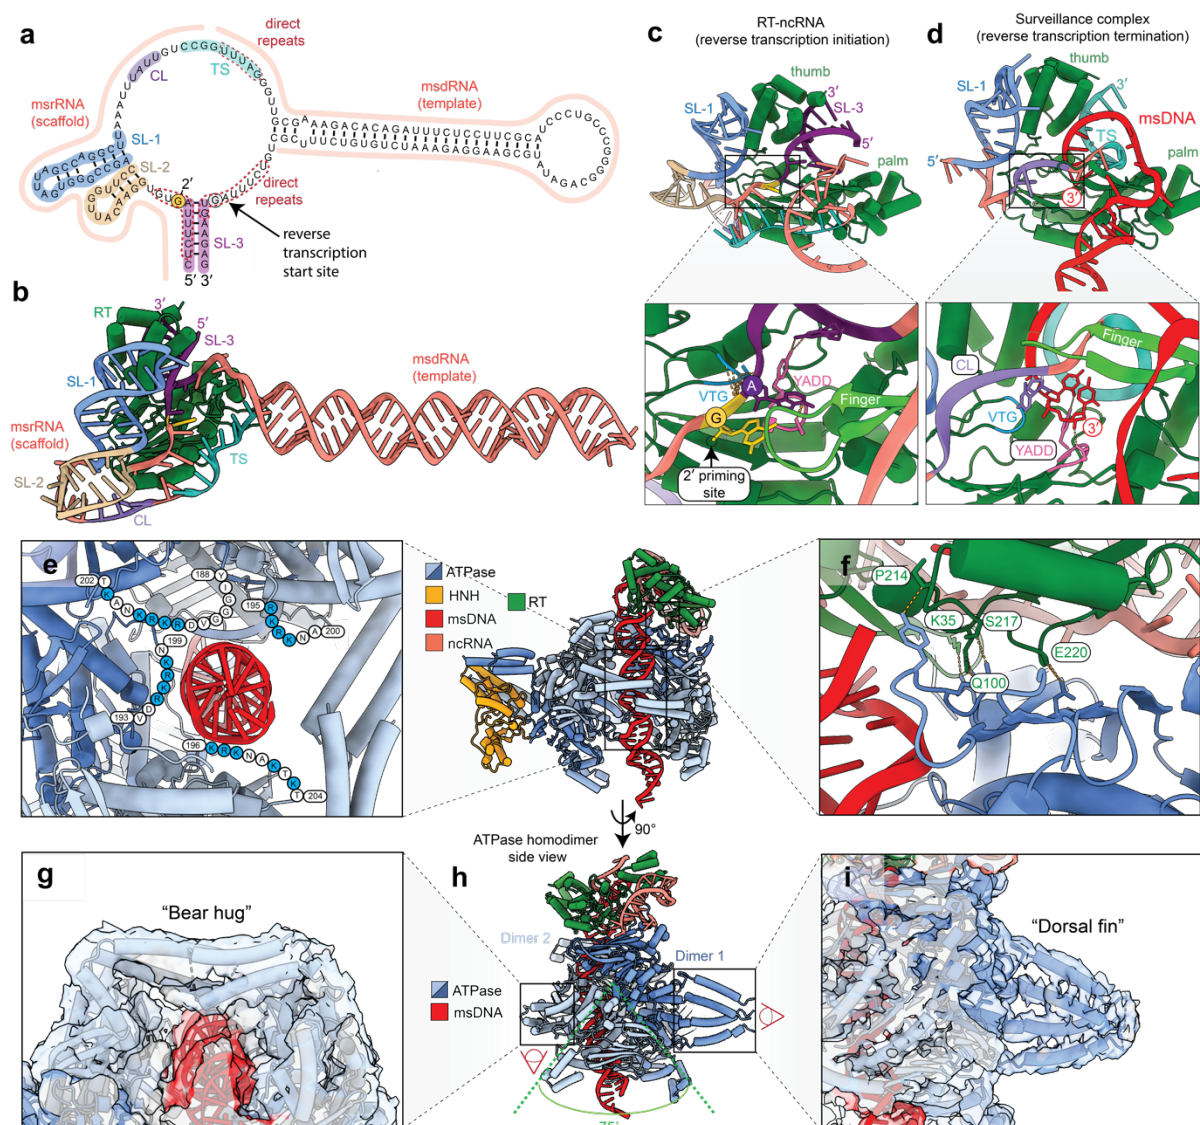 a
direct
repeats
CL
TS
msrRNA
(scaffold)
msdRNA
(template)
SL-1
SL-2
2′
direct
repeats
SL-3
reverse
transcription
start site
5′ 3′
b
RT
3′
5′
SL-3
SL-1
msdRNA
(template)
msrRNA
(scaffold)
TS
SL-2
CL
c
RT-ncRNA
(reverse transcription initiation)
thumb
3′
SL-1
SL-3
5′
palm
VTG
A
YADD
G
Finger
2′ priming
site
d
Surveillance complex
(reverse transcription termination)
thumb
SL-1
3′
msDNA
TS
5′
palm
3′
CL
Finger
VTG
3′
YADD
e
202 T K A N K R K R D V G G I Y 188
195 R K R K N A 200
199 N K R K R D V 193
196 K R K N A K T K T 204
ATPase
HNH
msDNA
ncRNA
RT
90°
f
P214
K35
S217
E220
Q100
g
"Bear hug"
h
ATPase homodimer
side view
Dimer 2
Dimer 1
ATPase
msDNA
75°
i
"Dorsal fin"